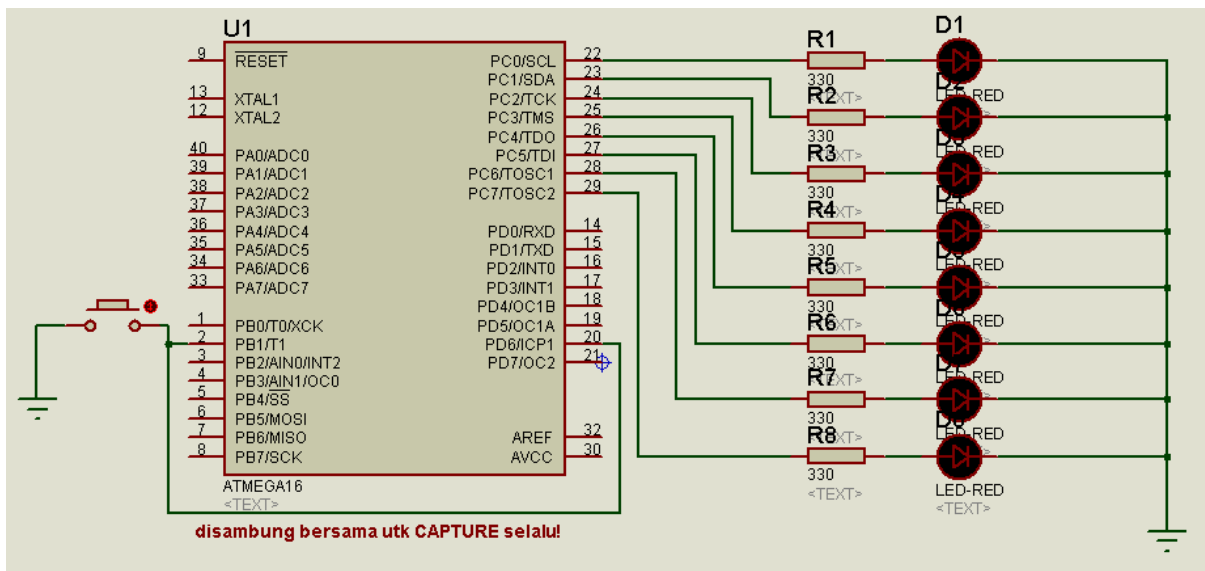 U1
9 RESET
13 XTAL1
12 XTAL2
40 PA0/ADC0
39 PA1/ADC1
38 PA2/ADC2
37 PA3/ADC3
36 PA4/ADC4
35 PA5/ADC5
34 PA6/ADC6
33 PA7/ADC7
1 PB0/T0/XCK
2 PB1/T1
3 PB2/AIN0/INT2
4 PB3/AIN1/OC0
5 PB4/SS
6 PB5/MOSI
7 PB6/MISO
8 PB7/SCK
PC0/SCL 22
PC1/SDA 23
PC2/TCK 24
PC3/TMS 25
PC4/TDO 26
PC5/TDI 27
PC6/TOSC1 28
PC7/TOSC2 29
PD0/RXD 14
PD1/TXD 15
PD2/INT0 16
PD3/INT1 17
PD4/OC1B 18
PD5/OC1A 19
PD6/ICP1 20
PD7/OC2 21
AREF 32
AVCC 30
ATMEGA16
<TEXT>
disambung bersama utk CAPTURE selalu!
R1
330
R2
330
R3
330
R4
330
R5
330
R6
330
R7
330
R8
330
<TEXT>
D1
LED-RED
LED-RED
LED-RED
LED-RED
LED-RED
LED-RED
LED-RED
LED-RED
<TEXT>